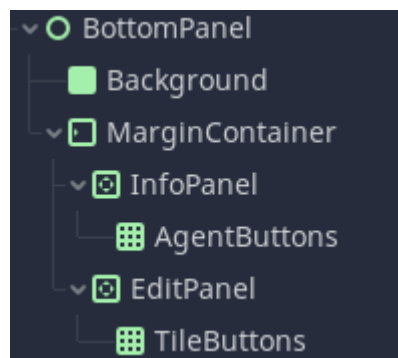 BottomPanel
Background
MarginContainer
InfoPanel
AgentButtons
EditPanel
TileButtons